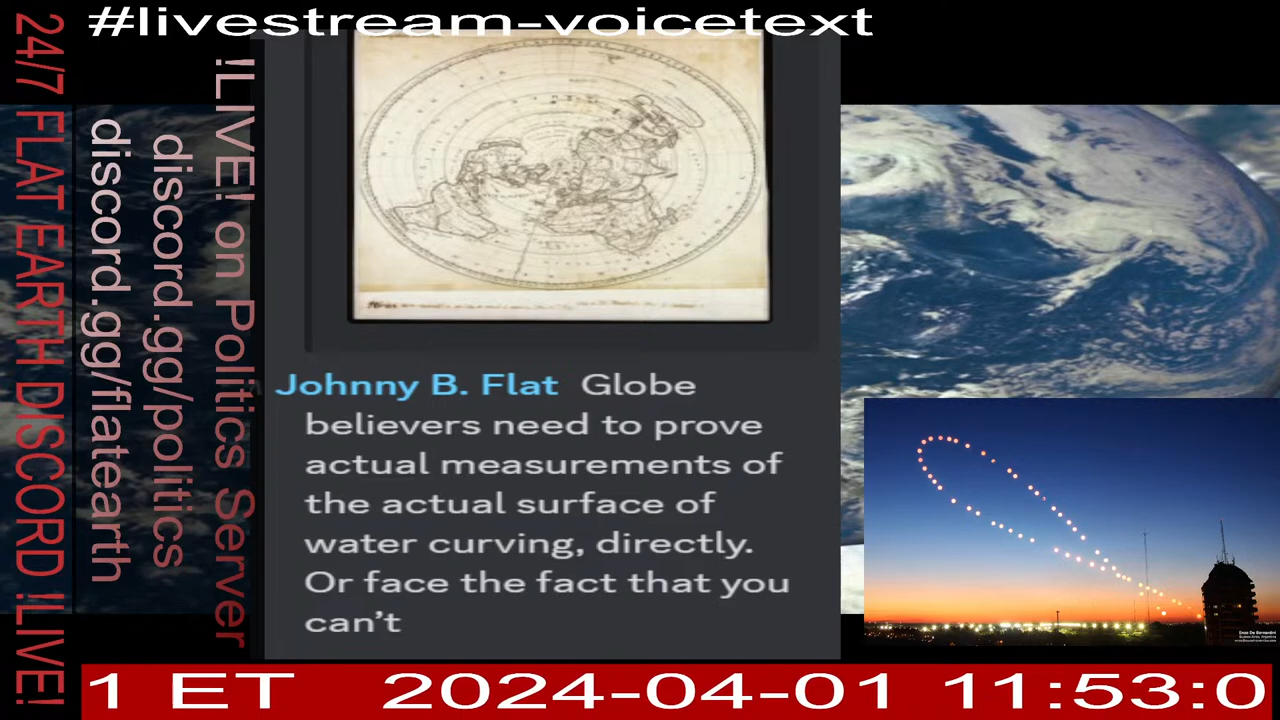 #livestream-voicetext
24/7 FLAT EARTH DISCORD !LIVE!
discord.gg/flatearth
discord.gg/politics
!LIVE! on Politics Server
Johnny B. Flat Globe
believers need to prove
actual measurements of
the actual surface of
water curving, directly.
Or face the fact that you
can't
1 ET 2024-04-01 11:53:0